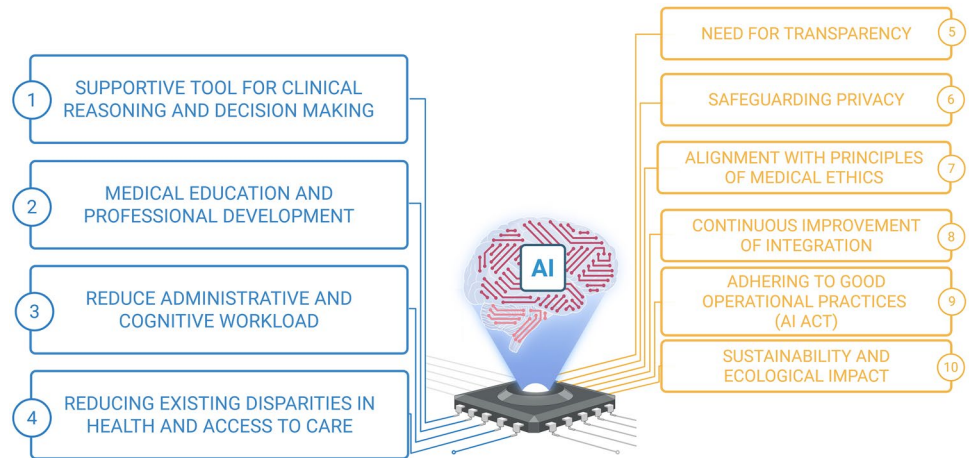 1
SUPPORTIVE TOOL FOR CLINICAL
REASONING AND DECISION MAKING
2
MEDICAL EDUCATION AND
PROFESSIONAL DEVELOPMENT
3
REDUCE ADMINISTRATIVE AND
COGNITIVE WORKLOAD
4
REDUCING EXISTING DISPARITIES IN
HEALTH AND ACCESS TO CARE
AI
NEED FOR TRANSPARENCY
5
SAFEGUARDING PRIVACY
6
ALIGNMENT WITH PRINCIPLES
OF MEDICAL ETHICS
7
CONTINUOUS IMPROVEMENT
OF INTEGRATION
8
ADHERING TO GOOD
OPERATIONAL PRACTICES
(AI ACT)
9
SUSTAINABILITY AND
ECOLOGICAL IMPACT
10